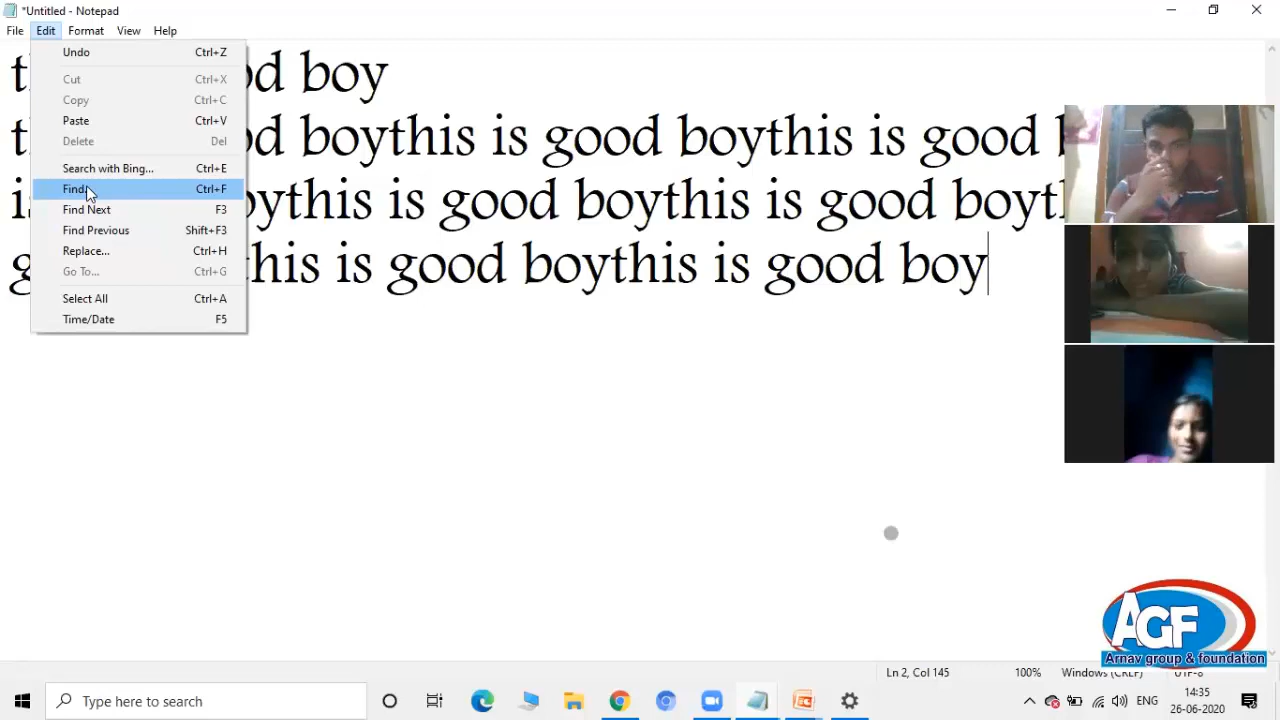 *Untitled - Notepad
File Edit Format View Help
Undo Ctrl+Z
Cut Ctrl+X
Copy Ctrl+C
Paste Ctrl+V
Delete Del
Search with Bing... Ctrl+E
Find Ctrl+F
Find Next F3
Find Previous Shift+F3
Replace... Ctrl+H
Go To... Ctrl+G
Select All Ctrl+A
Time/Date F5
od boy
od boythis is good boythis is good
oythis is good boythis is good boyt
this is good boythis is good boy
AGF
Arnav group & foundation
Ln 2, Col 145 100% Windows (CRLF) UTF-8
Type here to search
ENG
14:35
26-06-2020